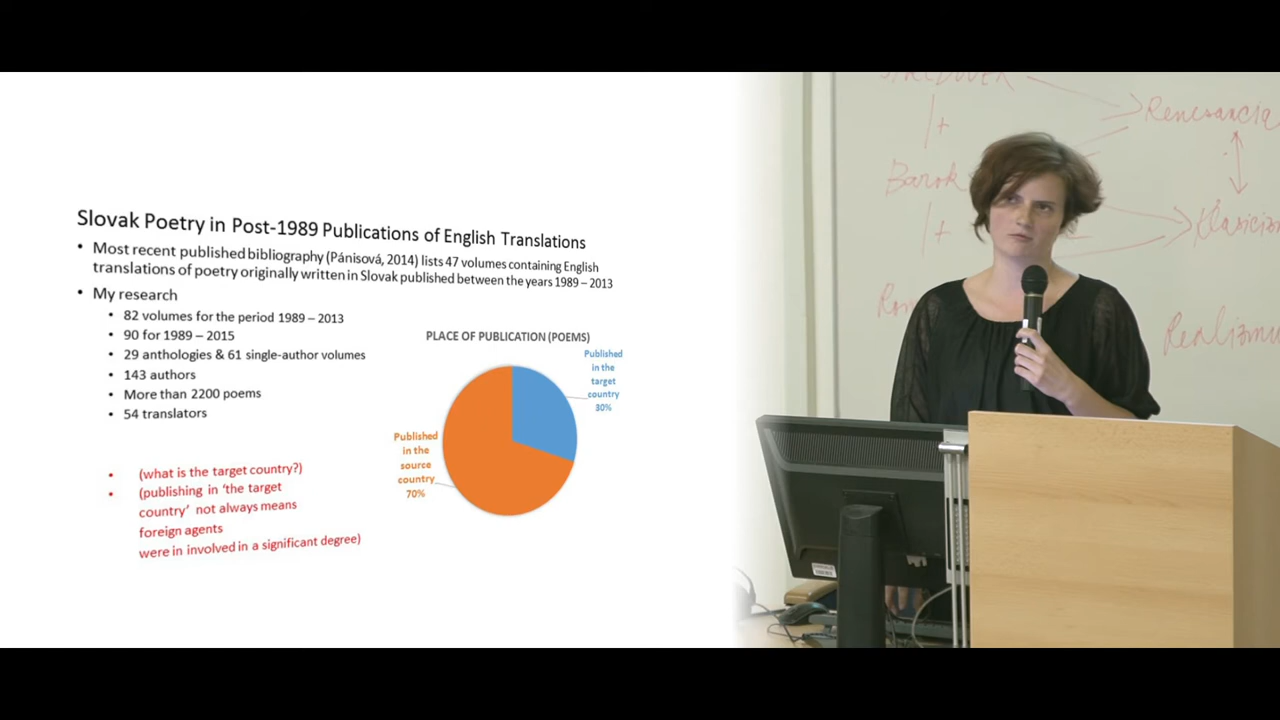 Slovak Poetry in Post-1989 Publications of English Translations
• Most recent published bibliography (Pánisová, 2014) lists 47 volumes containing English
translations of poetry originally written in Slovak published between the years 1989 – 2013
• My research
• 82 volumes for the period 1989 – 2013
• 90 for 1989 – 2015
• 29 anthologies & 61 single-author volumes
• 143 authors
• More than 2200 poems
• 54 translators
• (what is the target country?)
• (publishing in 'the target
country' not always means
foreign agents
were in involved in a significant degree)
PLACE OF PUBLICATION (POEMS)
Published
in the
target
country
30%
Published
in the
source
country
70%
Renesancia
+
Barok
+
Realizmu